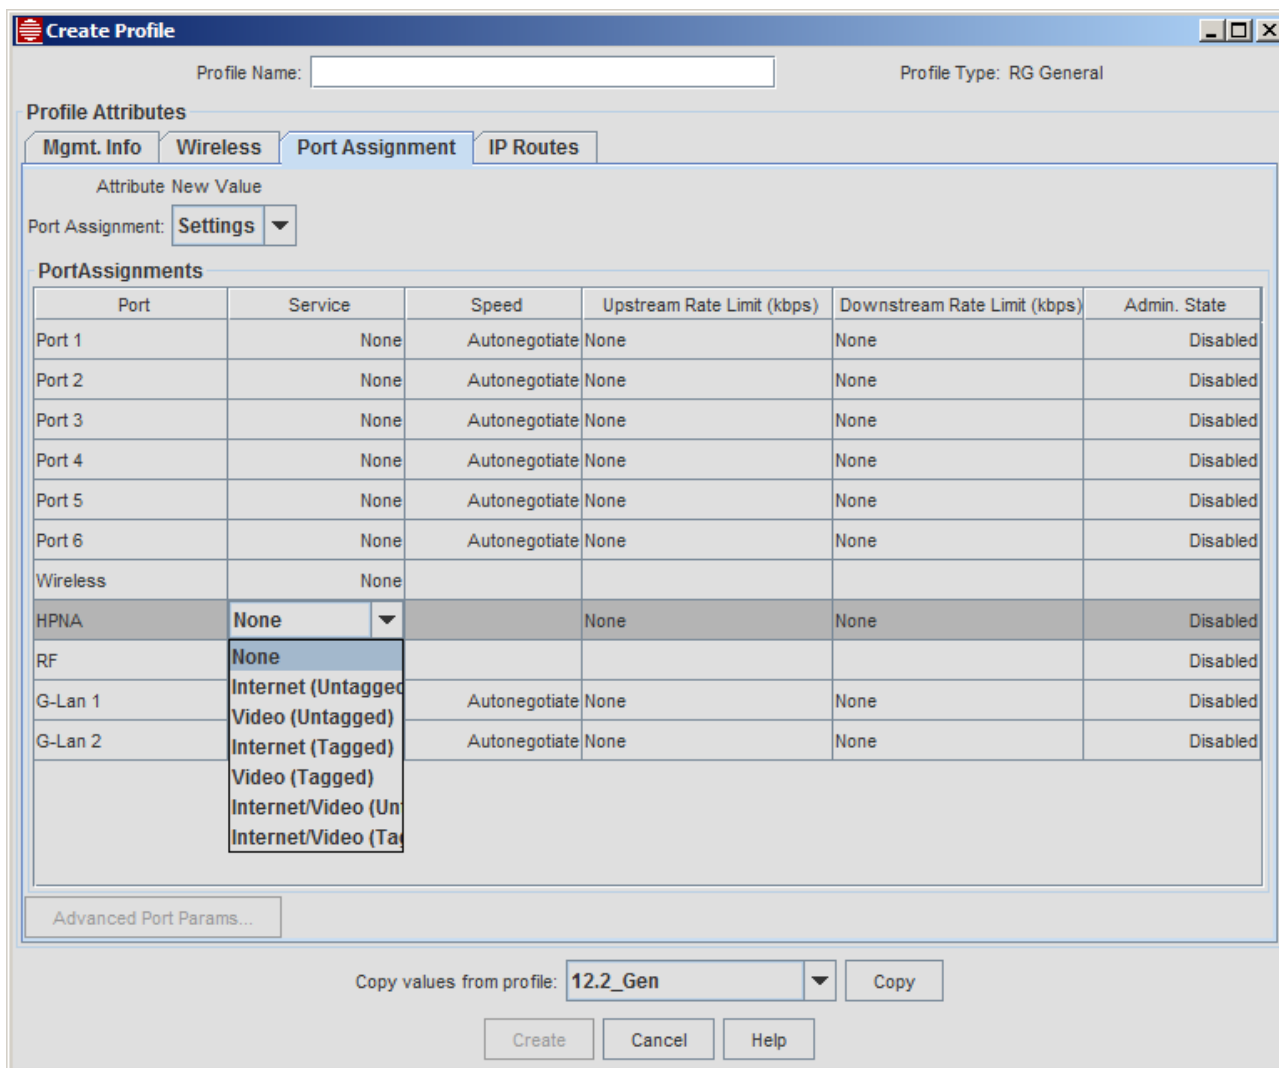 Create Profile
Profile Name:
Profile Type: RG General
Profile Attributes
Mgmt. Info Wireless Port Assignment IP Routes
Attribute New Value
Port Assignment: Settings
PortAssignments
Port Service Speed Upstream Rate Limit (kbps) Downstream Rate Limit (kbps) Admin. State
Port 1 None Autonegotiate None None Disabled
Port 2 None Autonegotiate None None Disabled
Port 3 None Autonegotiate None None Disabled
Port 4 None Autonegotiate None None Disabled
Port 5 None Autonegotiate None None Disabled
Port 6 None Autonegotiate None None Disabled
Wireless None
HPNA None None None Disabled
RF Disabled
G-Lan 1 Autonegotiate None None Disabled
G-Lan 2 Autonegotiate None None Disabled
None
Internet (Untagged
Video (Untagged)
Internet (Tagged)
Video (Tagged)
Internet/Video (Unt
Internet/Video (Tag
Advanced Port Params...
Copy values from profile: 12.2_Gen Copy
Create Cancel Help